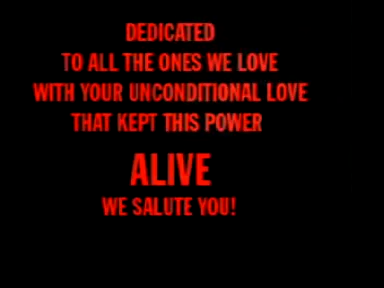 DEDICATED
TO ALL THE ONES WE LOVE
WITH YOUR UNCONDITIONAL LOVE
THAT KEPT THIS POWER
ALIVE
WE SALUTE YOU!